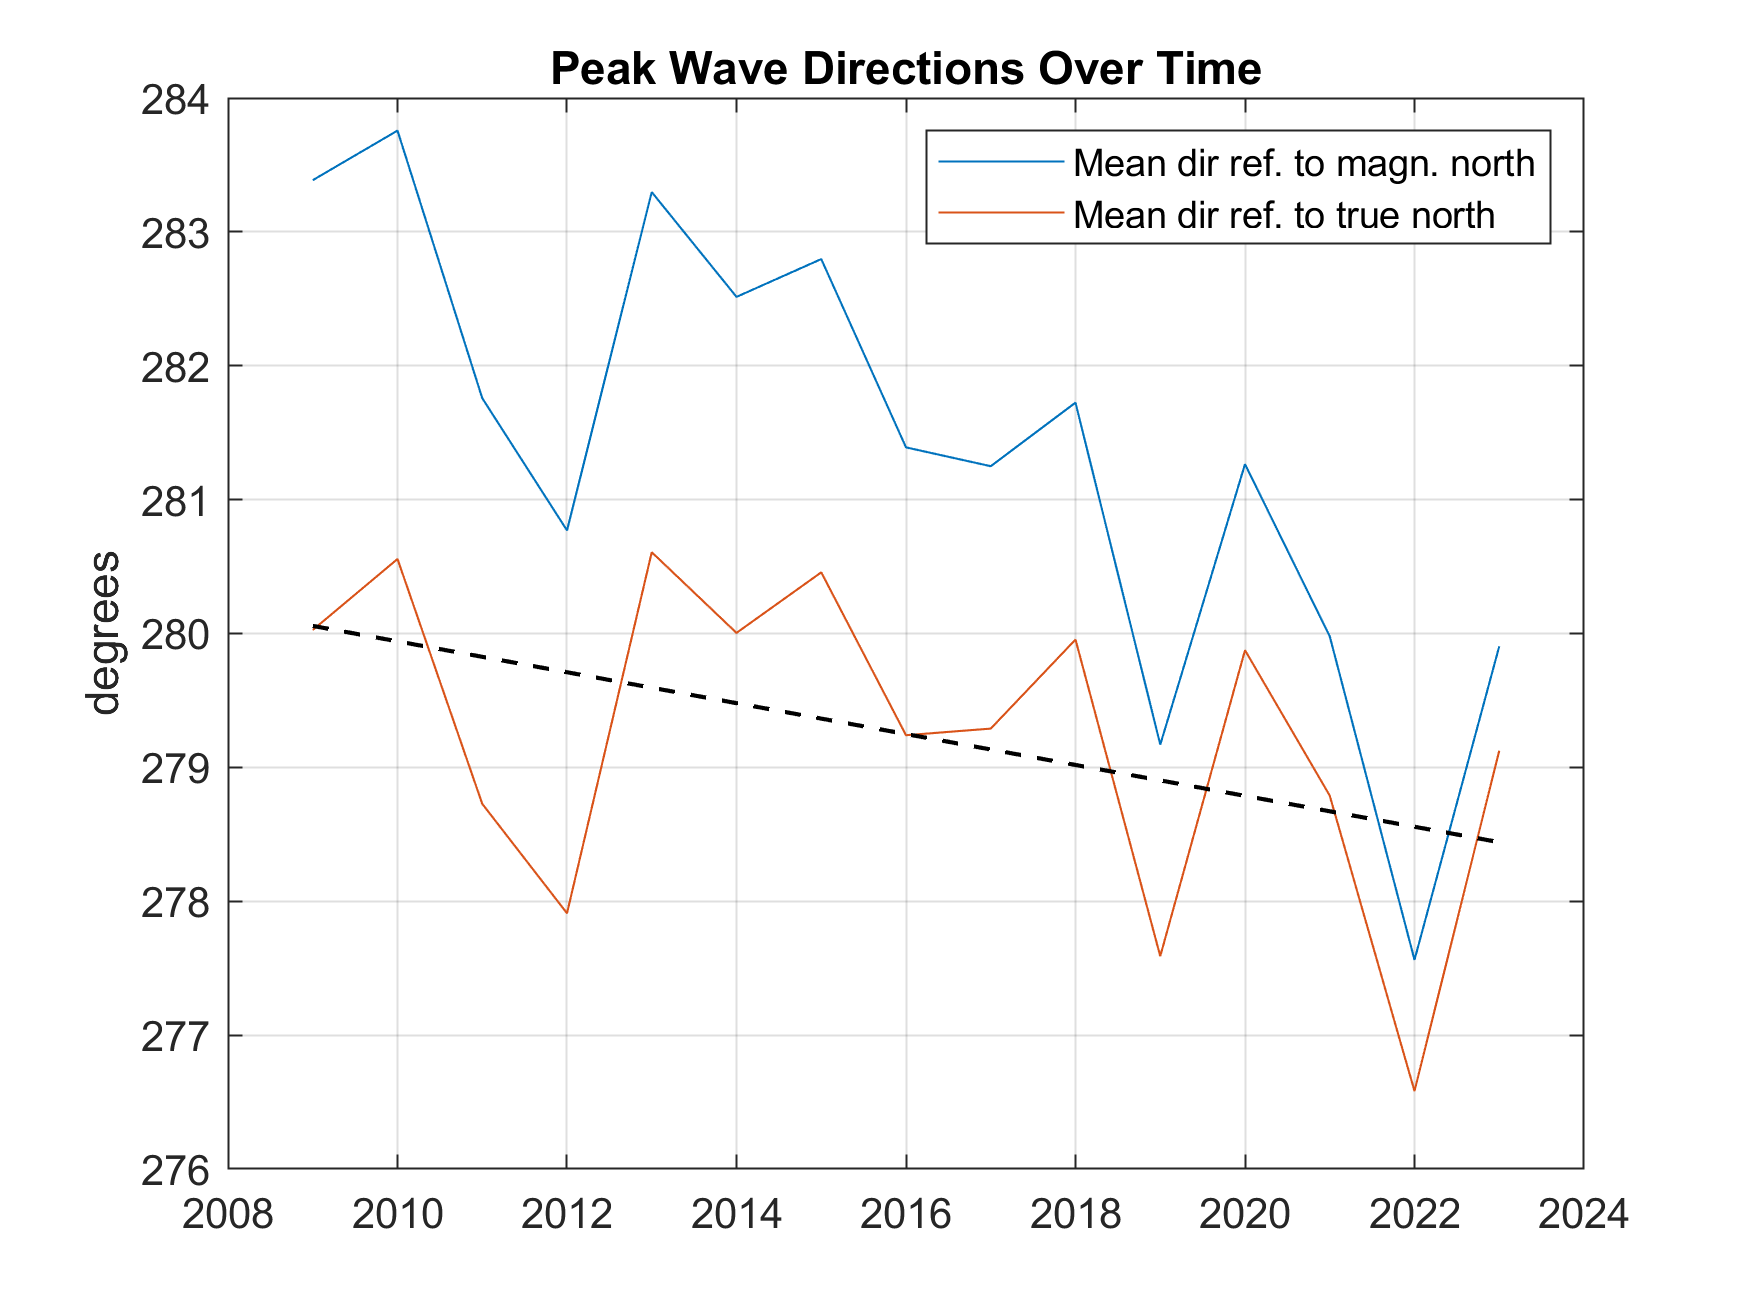 Peak Wave Directions Over Time
Mean dir ref. to magn. north
Mean dir ref. to true north
degrees
284
283
282
281
280
279
278
277
276
2008 2010 2012 2014 2016 2018 2020 2022 2024